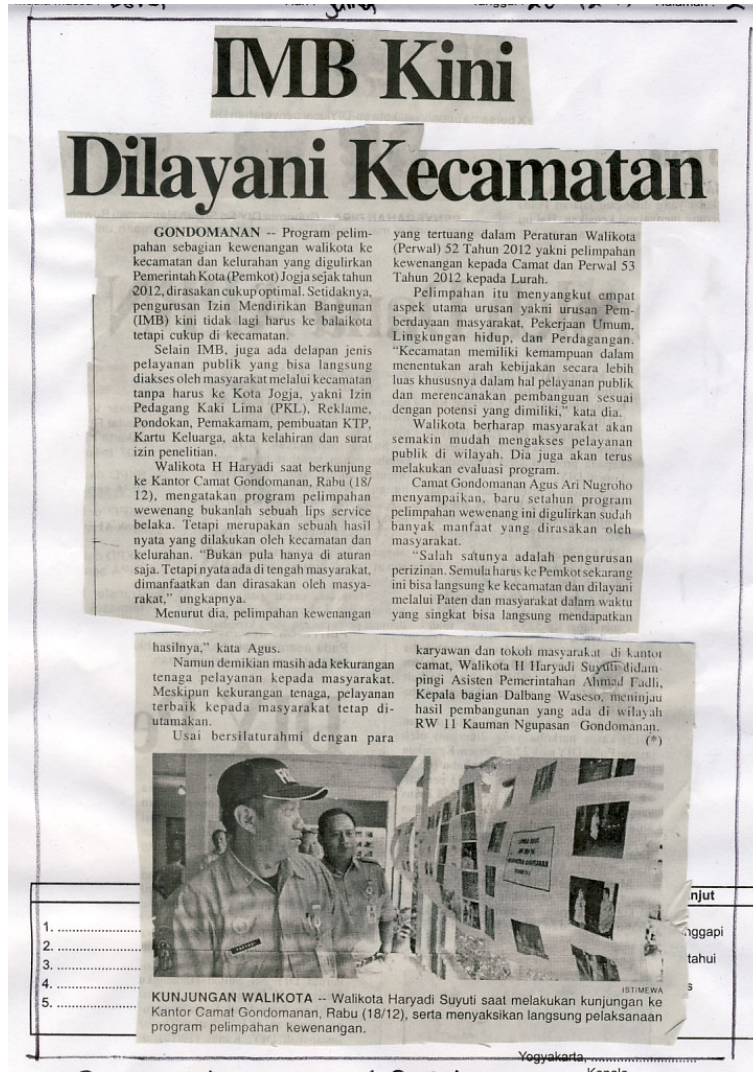 IMB Kini
Dilayani Kecamatan
GONDOMANAN -- Program pelim-
pahan sebagian kewenangan walikota ke
kecamatan dan kelurahan yang digulirkan
Pemerintah Kota (Pemkot) Jogja sejak tahun
2012, dirasakan cukup optimal. Setidaknya,
pengurusan Izin Mendirikan Bangunan
(IMB) kini tidak lagi harus ke balaikota
tetapi cukup di kecamatan.
Selain IMB, juga ada delapan jenis
pelayanan publik yang bisa langsung
diakses oleh masyarakat melalui kecamatan
tanpa harus ke Kota Jogja, yakni Izin
Pedagang Kaki Lima (PKL), Reklame,
Pondokan, Pemakamam, pembuatan KTP,
Kartu Keluarga, akta kelahiran dan surat
izin penelitian.
Walikota H Haryadi saat berkunjung
ke Kantor Camat Gondomanan, Rabu (18/
12), mengatakan program pelimpahan
wewenang bukanlah sebuah lips service
belaka. Tetapi merupakan sebuah hasil
nyata yang dilakukan oleh kecamatan dan
kelurahan. “Bukan pula hanya di aturan
saja. Tetapi nyata ada di tengah masyarakat,
dimanfaatkan dan dirasakan oleh masya-
rakat,” ungkapnya.
Menurut dia, pelimpahan kewenangan
yang tertuang dalam Peraturan Walikota
(Perwal) 52 Tahun 2012 yakni pelimpahan
kewenangan kepada Camat dan Perwal 53
Tahun 2012 kepada Lurah.
Pelimpahan itu menyangkut empat
aspek utama urusan yakni urusan Pem-
berdayaan masyarakat, Pekerjaan Umum,
Lingkungan hidup, dan Perdagangan.
“Kecamatan memiliki kemampuan dalam
menentukan arah kebijakan secara lebih
luas khususnya dalam hal pelayanan publik
dan merencanakan pembanguan sesuai
dengan potensi yang dimiliki,” kata dia.
Walikota berharap masyarakat akan
semakin mudah mengakses pelayanan
publik di wilayah. Dia juga akan terus
melakukan evaluasi program.
Camat Gondomanan Agus Ari Nugroho
menyampaikan, baru setahun program
pelimpahan wewenang ini digulirkan sudah
banyak manfaat yang dirasakan oleh
masyarakat.
“Salah satunya adalah pengurusan
perizinan. Semula harus ke Pemkot sekarang
ini bisa langsung ke kecamatan dan dilayani
melalui Paten dan masyarakat dalam waktu
yang singkat bisa langsung mendapatkan
hasilnya,” kata Agus.
Namun demikian masih ada kekurangan
tenaga pelayanan kepada masyarakat.
Meskipun kekurangan tenaga, pelayanan
terbaik kepada masyarakat tetap di-
utamakan.
Usai bersilaturahmi dengan para
karyawan dan tokoh masyarakat di kantor
camat, Walikota H Haryadi Suyuti didam-
pingi Asisten Pemerintahan Ahmad Fadli,
Kepala bagian Dalbang Waseso, meninjau
hasil pembangunan yang ada di wilayah
RW 11 Kauman Ngupasan Gondomanan.
(*)
ISTIMEWA
KUNJUNGAN WALIKOTA -- Walikota Haryadi Suyuti saat melakukan kunjungan ke
Kantor Camat Gondomanan, Rabu (18/12), serta menyaksikan langsung pelaksanaan
program pelimpahan kewenangan.
njut
1. ....................
2. ....................
3. ....................
4. ....................
5. ....................
nggapi
tahui
s
Yogyakarta, ............................